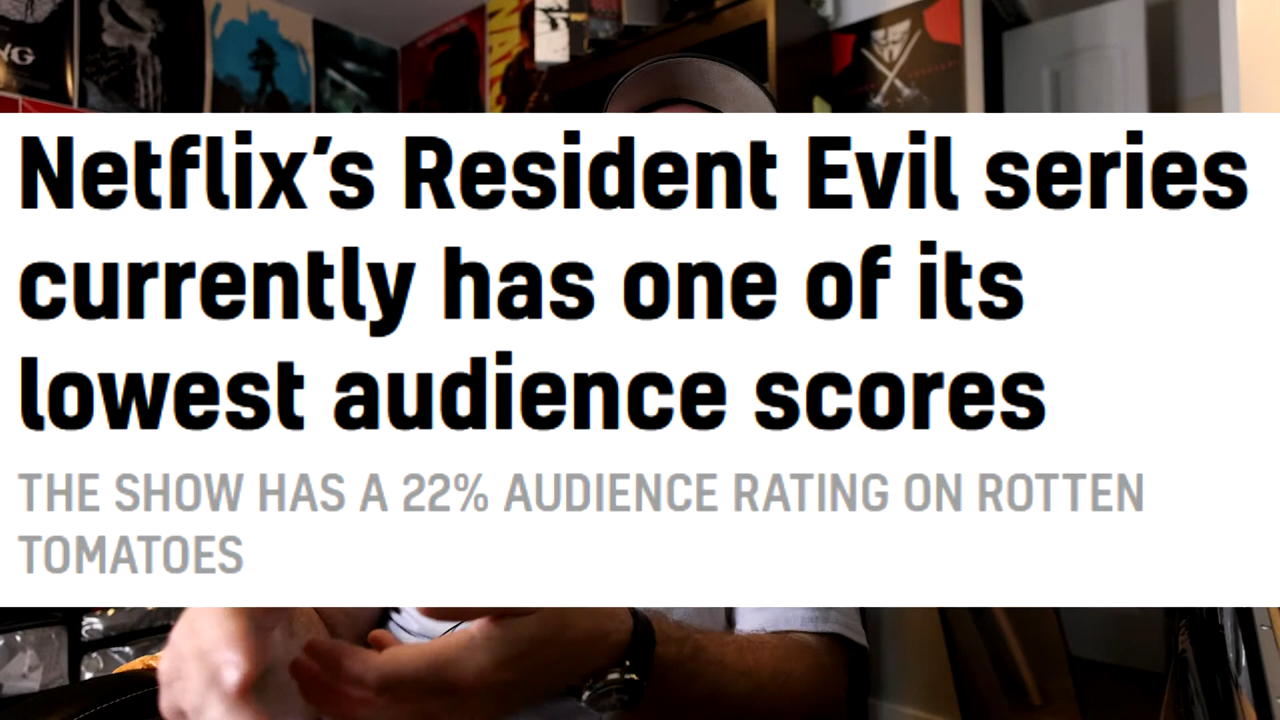 NG
Netflix’s Resident Evil series
currently has one of its
lowest audience scores
THE SHOW HAS A 22% AUDIENCE RATING ON ROTTEN
TOMATOES